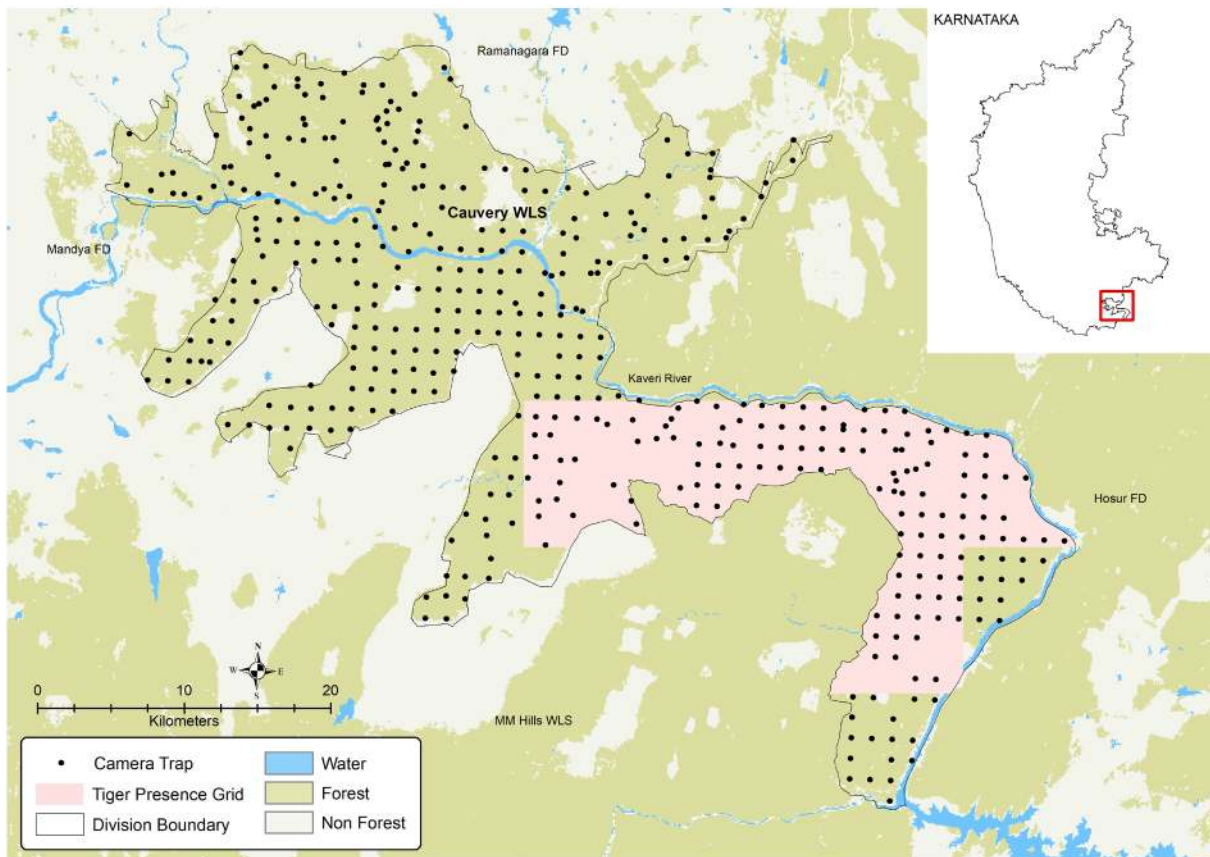 KARNATAKA
Ramanagara FD
Cauvery WLS
Mandya FD
Kaveri River
Hosur FD
N
W E
S
0 10 20
Kilometers
MM Hills WLS
Camera Trap
Tiger Presence Grid
Division Boundary
Water
Forest
Non Forest